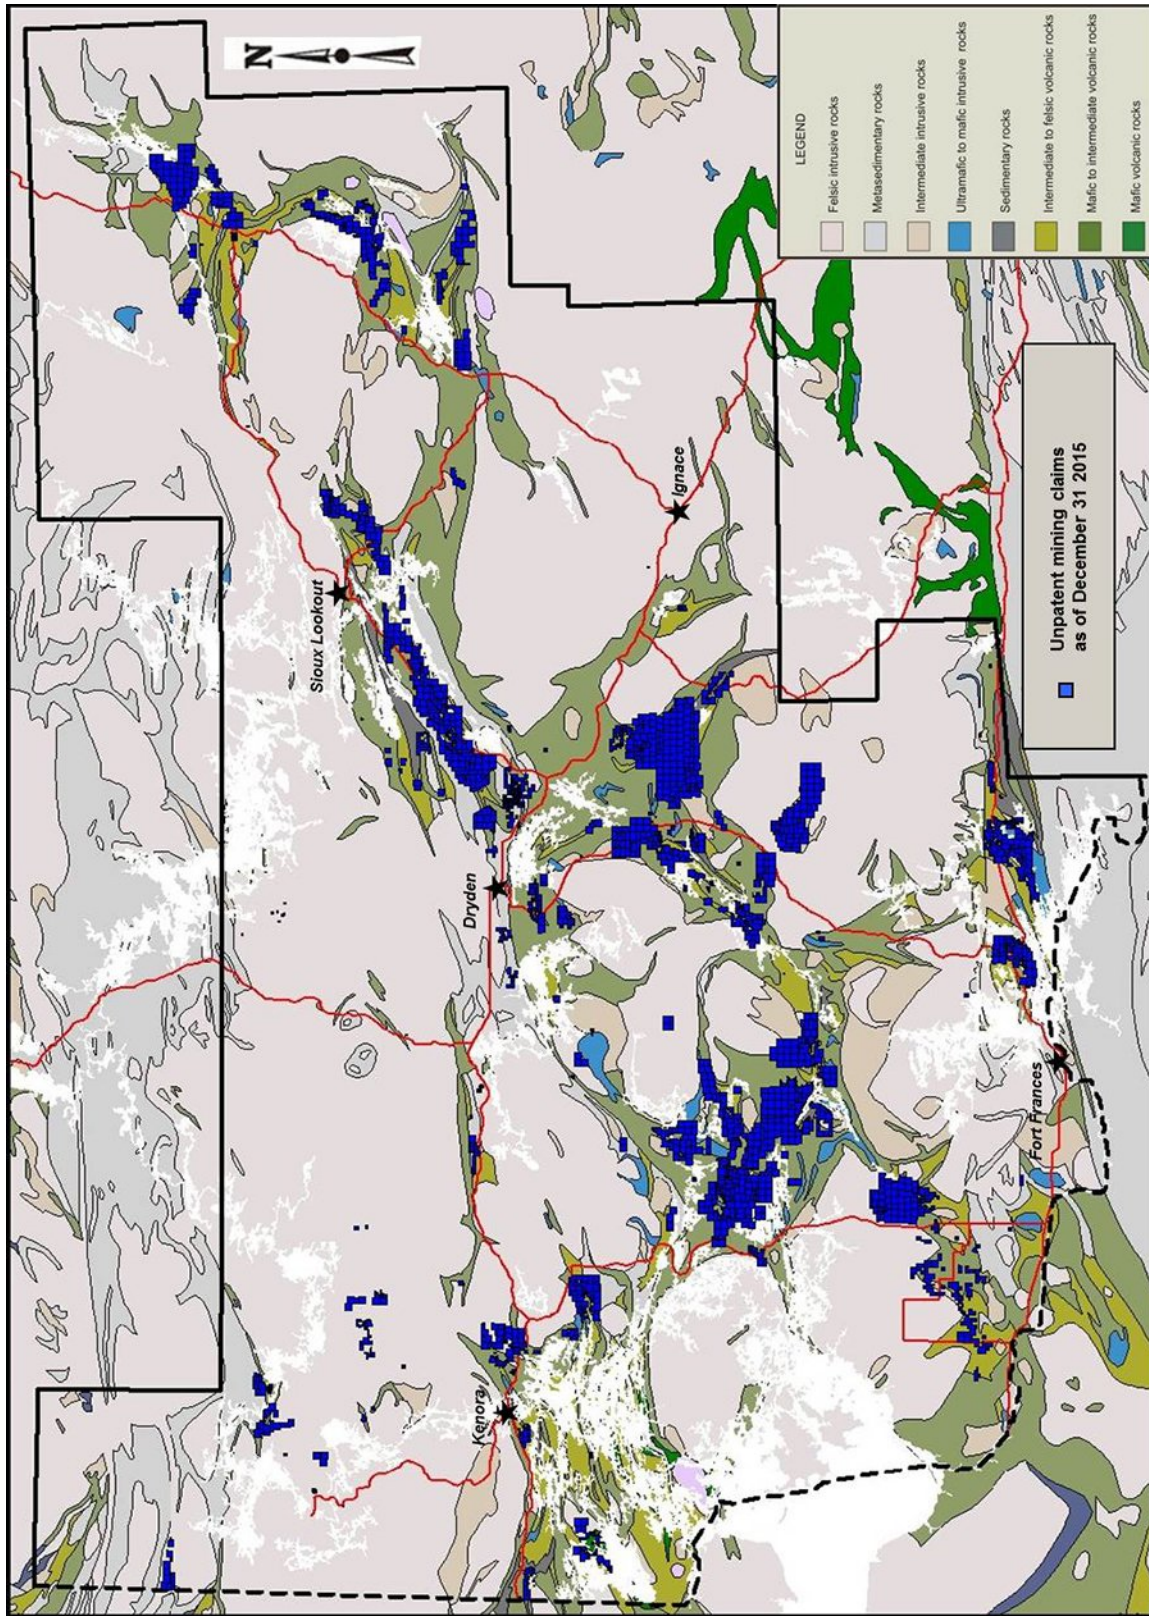 N
LEGEND
Felsic intrusive rocks
Metasedimentary rocks
Intermediate intrusive rocks
Ultramafic to mafic intrusive rocks
Sedimentary rocks
Intermediate to felsic volcanic rocks
Mafic to intermediate volcanic rocks
Mafic volcanic rocks
Sioux Lookout
Ignace
Dryden
Kenora
Fort Frances
Unpatent mining claims
as of December 31 2015